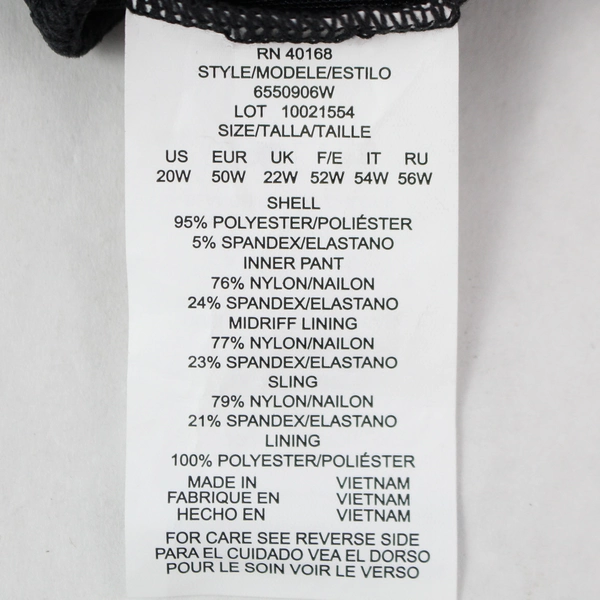 RN 40168
STYLE/MODELE/ESTILO
6550906W
LOT 10021554
SIZE/TALLA/TAILLE
US EUR UK F/E IT RU
20W 50W 22W 52W 54W 56W
SHELL
95% POLYESTER/POLIÉSTER
5% SPANDEX/ELASTANO
INNER PANT
76% NYLON/NAILON
24% SPANDEX/ELASTANO
MIDRIFF LINING
77% NYLON/NAILON
23% SPANDEX/ELASTANO
SLING
79% NYLON/NAILON
21% SPANDEX/ELASTANO
LINING
100% POLYESTER/POLIÉSTER
MADE IN VIETNAM
FABRIQUE EN VIETNAM
HECHO EN VIETNAM
FOR CARE SEE REVERSE SIDE
PARA EL CUIDADO VEA EL DORSO
POUR LE SOIN VOIR LE VERSO